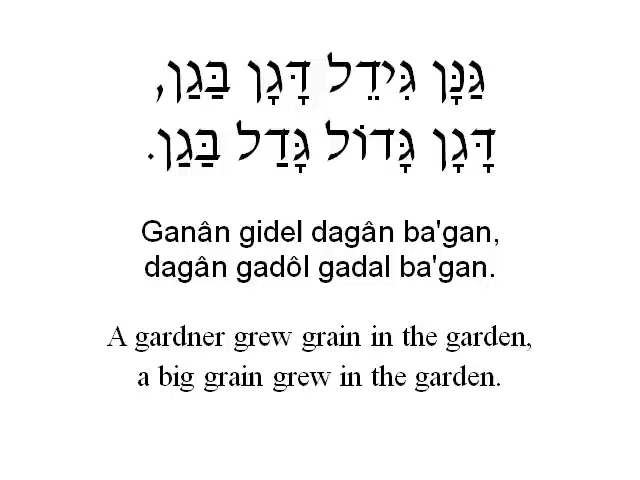 גַּנָּן גִּידֵל דָּגָן בַּגַן,
דָּגָן גָּדוֹל גָּדַל בַּגַן.
Ganân gidel dagân ba'gan,
dagân gadôl gadal ba'gan.
A gardner grew grain in the garden,
a big grain grew in the garden.